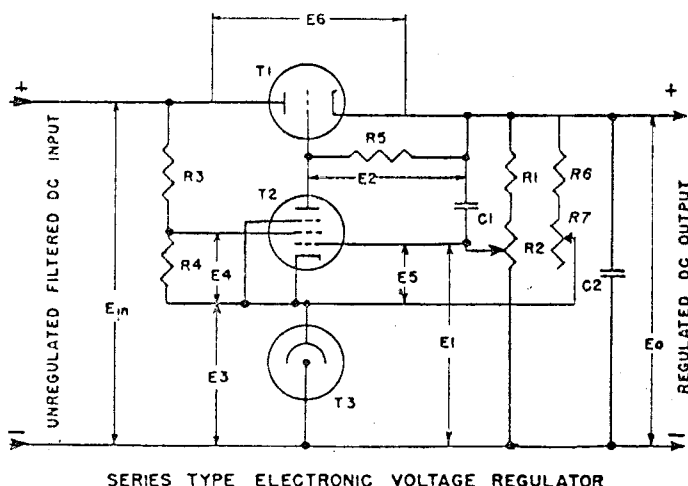 E6
T1
+
+
UNREGULATED FILTERED DC INPUT
R3
R5
E2
T2
R1
R6
C1
R7
R2
R4
E4
E5
C2
Ein
E3
E1
Eo
REGULATED DC OUTPUT
T3
SERIES TYPE ELECTRONIC VOLTAGE REGULATOR